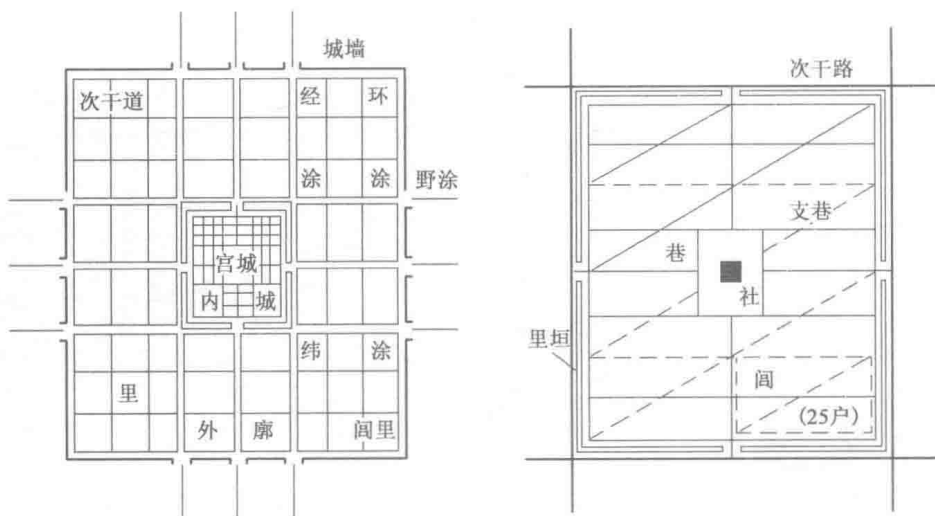 城墙
次干道
经
环
涂
涂
野涂
宫城
内
城
纬
涂
里
外
廓
闾里
次干路
支巷
巷
社
里垣
闾
(25户)